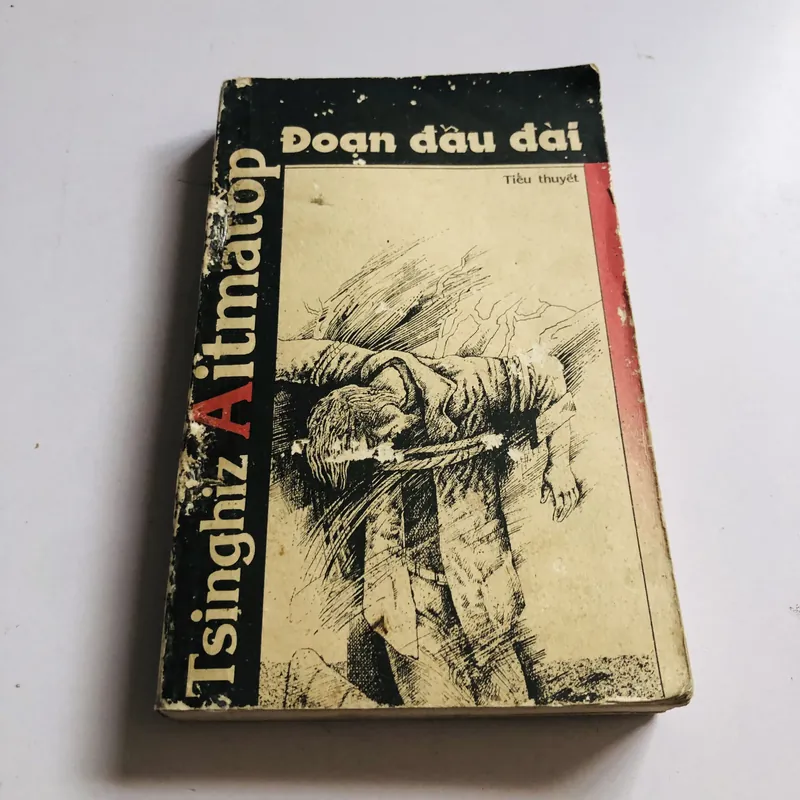 Đoạn đầu đài
Tiểu thuyết
Tsinghiz Aitmatop